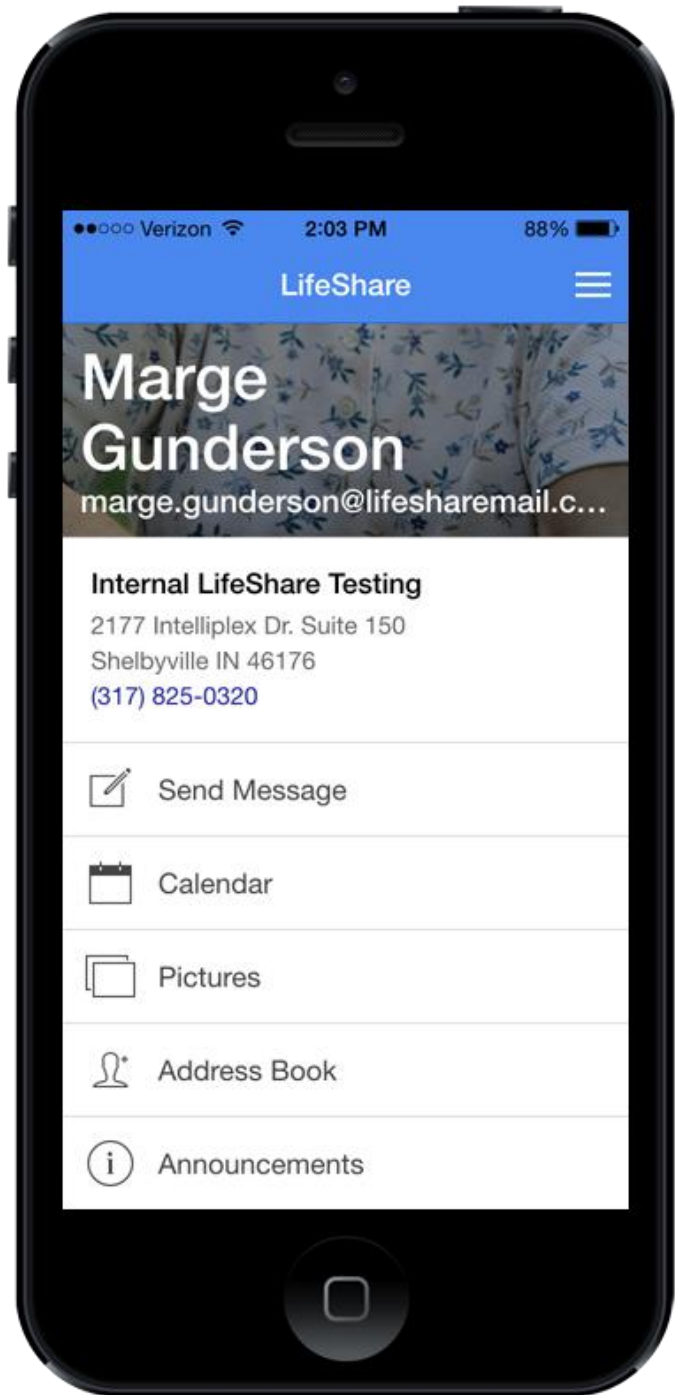 Verizon 2:03 PM 88%
LifeShare
Marge
Gunderson
marge.gunderson@lifesharemail.c...
Internal LifeShare Testing
2177 Intelliplex Dr. Suite 150
Shelbyville IN 46176
(317) 825-0320
Send Message
Calendar
Pictures
Address Book
Announcements